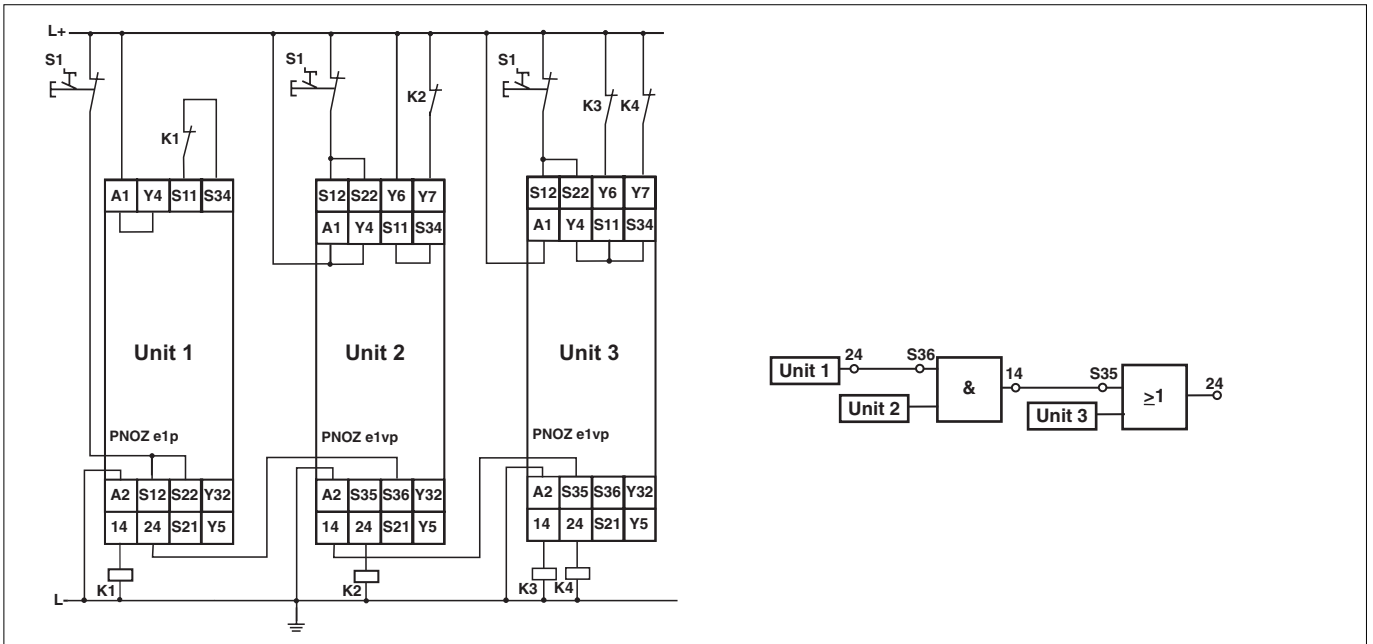 L+
S1 S1 S1
K1 K2 K3 K4
A1 Y4 S11 S34
S12 S22 Y6 Y7
A1 Y4 S11 S34
S12 S22 Y6 Y7
A1 Y4 S11 S34
Unit 1 Unit 2 Unit 3
PNOZ e1p PNOZ e1vp PNOZ e1vp
A2 S12 S22 Y32
14 24 S21 Y5
A2 S35 S36 Y32
14 24 S21 Y5
A2 S35 S36 Y32
14 24 S21 Y5
K1 K2 K3 K4
L-
Unit 1 24 S36 & 14 S35 ≥1 24
Unit 2 Unit 3